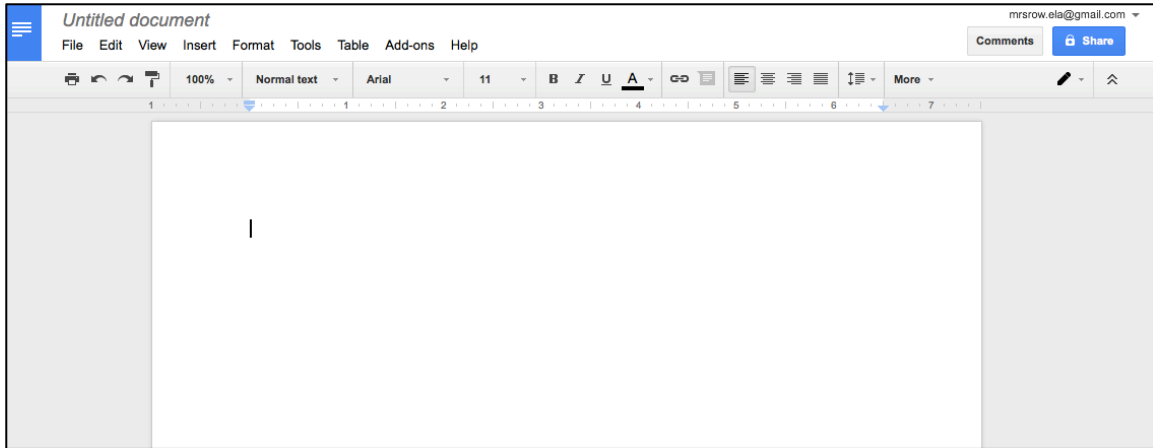 Untitled document
mrsrow.ela@gmail.com
File Edit View Insert Format Tools Table Add-ons Help
Comments Share
100% Normal text Arial 11 B I U A More
1 1 2 3 4 5 6 7